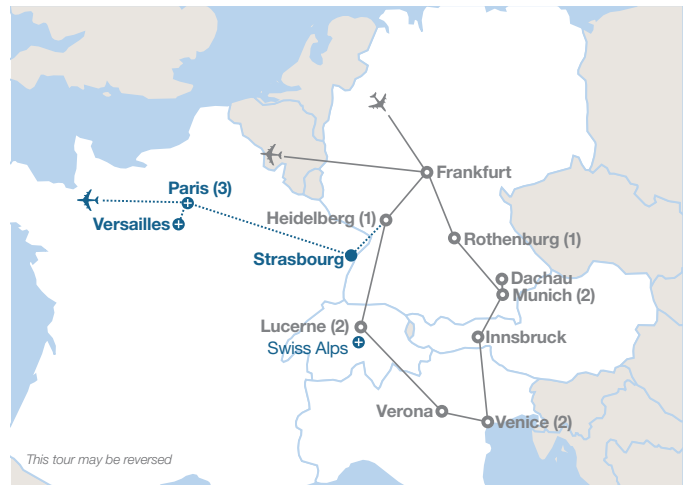 Frankfurt
Paris (3)
Heidelberg (1)
Versailles
Rothenburg (1)
Strasbourg
Dachau
Munich (2)
Lucerne (2)
Innsbruck
Swiss Alps
Verona
Venice (2)
This tour may be reversed